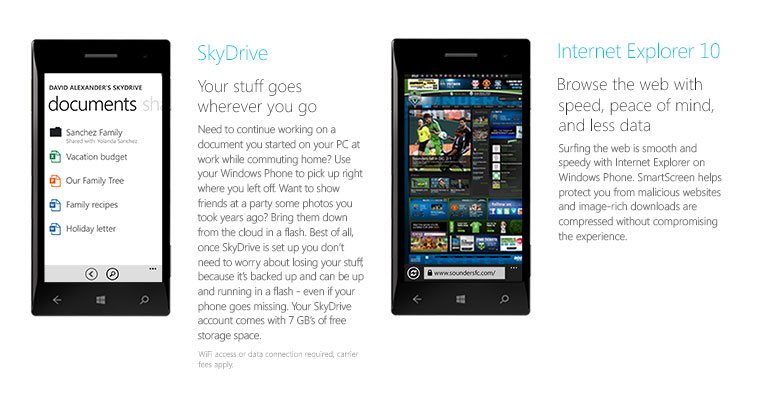 DAVID ALEXANDER'S SKYDRIVE
documents sha
Sanchez Family
Shared with: Yolanda Sanchez
Vacation budget
Our Family Tree
Family recipes
Holiday letter
SkyDrive
Your stuff goes
wherever you go
Need to continue working on a
document you started on your PC at
work while commuting home? Use
your Windows Phone to pick up right
where you left off. Want to show
friends at a party some photos you
took years ago? Bring them down
from the cloud in a flash. Best of all,
once SkyDrive is set up you don't
need to worry about losing your stuff,
because it's backed up and can be up
and running in a flash - even if your
phone goes missing. Your SkyDrive
account comes with 7 GB's of free
storage space.
WiFi access or data connection required; carrier
fees apply.
follow us
www.soundersfc.com/
Internet Explorer 10
Browse the web with
speed, peace of mind,
and less data
Surfing the web is smooth and
speedy with Internet Explorer on
Windows Phone. SmartScreen helps
protect you from malicious websites
and image-rich downloads are
compressed without compromising
the experience.